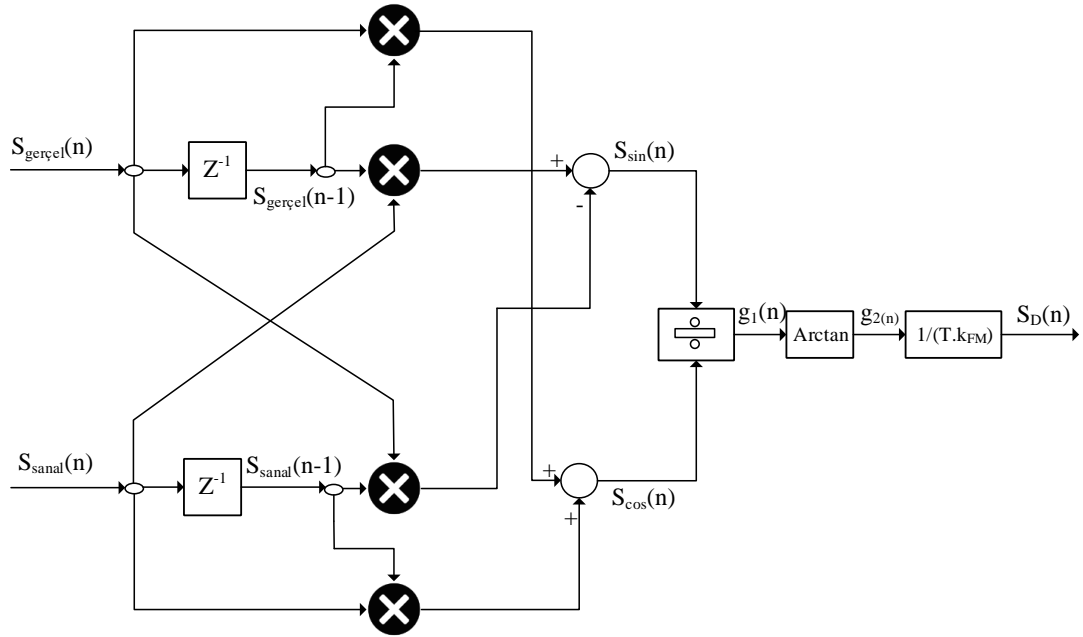 S_gerçel(n)
Z^-1
S_gerçel(n-1)
+
-
S_sin(n)
g_1(n)
Arctan
g_2(n)
1/(T.k_FM)
S_D(n)
S_sanal(n)
Z^-1
S_sanal(n-1)
+
+
S_cos(n)